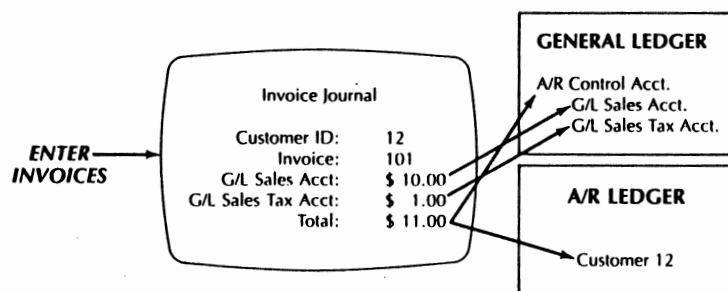 ENTER
INVOICES
Invoice Journal
Customer ID: 12
Invoice: 101
G/L Sales Acct: $ 10.00
G/L Sales Tax Acct: $ 1.00
Total: $ 11.00
GENERAL LEDGER
A/R Control Acct.
G/L Sales Acct.
G/L Sales Tax Acct.
A/R LEDGER
Customer 12